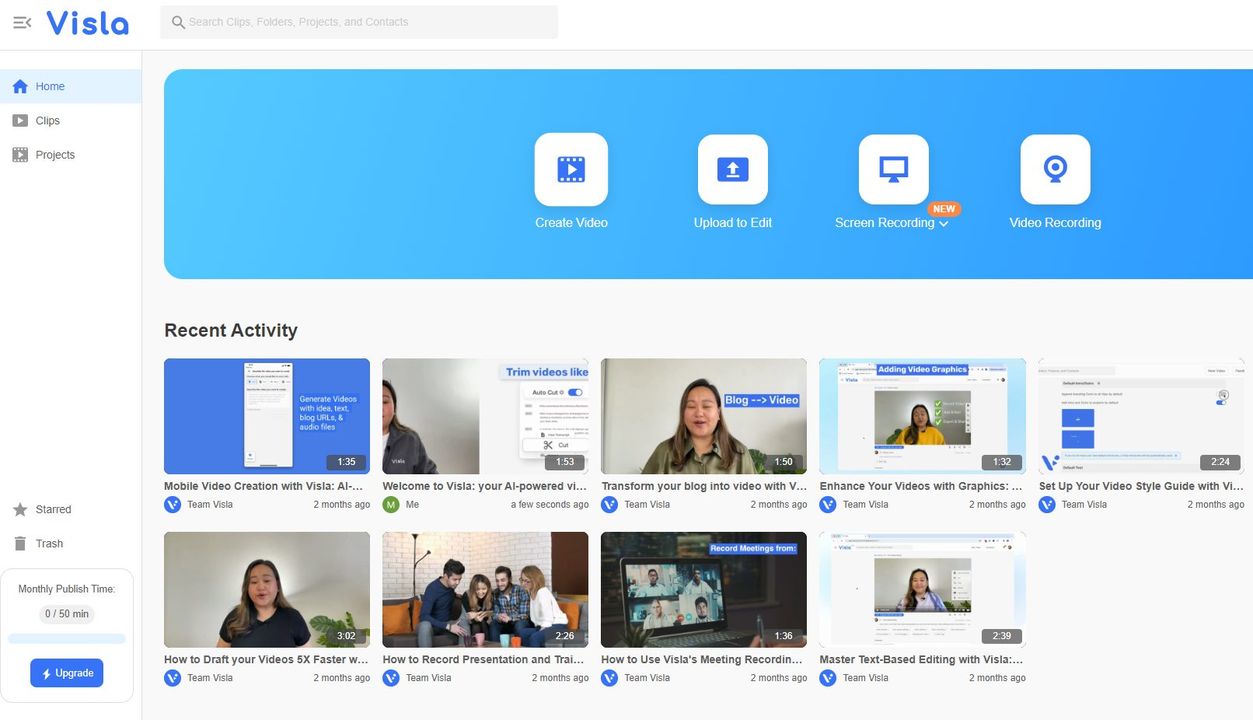 Visla
Search Clips, Folders, Projects, and Contacts
Home
Clips
Projects
Create Video
Upload to Edit
Screen Recording
NEW
Video Recording
Recent Activity
Generate Videos
with idea, text,
blog URLs, &
audio files
1:35
Mobile Video Creation with Visla: AI-...
Team Visla
2 months ago
Trim videos like
Auto Cut
Cut
Visla
1:53
Welcome to Visla: your AI-powered vi...
M
Me
a few seconds ago
Blog --> Video
1:50
Transform your blog into video with V...
Team Visla
2 months ago
Adding Video Graphics
Visla
1:32
Enhance Your Videos with Graphics: ...
Team Visla
2 months ago
2:24
Set Up Your Video Style Guide with Vi...
Team Visla
2 months ago
3:02
How to Draft your Videos 5X Faster w...
Team Visla
2 months ago
2:26
How to Record Presentation and Trai...
Team Visla
2 months ago
Record Meetings from:
1:36
How to Use Visla's Meeting Recordin...
Team Visla
2 months ago
Visla
2:39
Master Text-Based Editing with Visla:...
Team Visla
2 months ago
Starred
Trash
Monthly Publish Time:
0 / 50 min
Upgrade